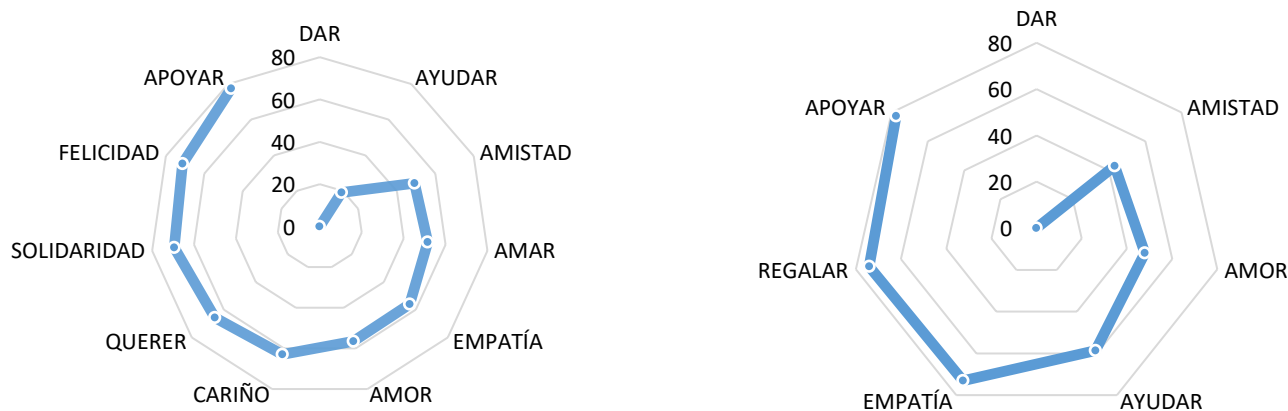 DAR
80
APOYAR
AYUDAR
60
FELICIDAD
40
AMISTAD
20
SOLIDARIDAD
0
AMAR
QUERER
EMPATÍA
CARIÑO
AMOR
DAR
80
APOYAR
60
AMISTAD
40
20
REGALAR
0
AMOR
EMPATÍA
AYUDAR